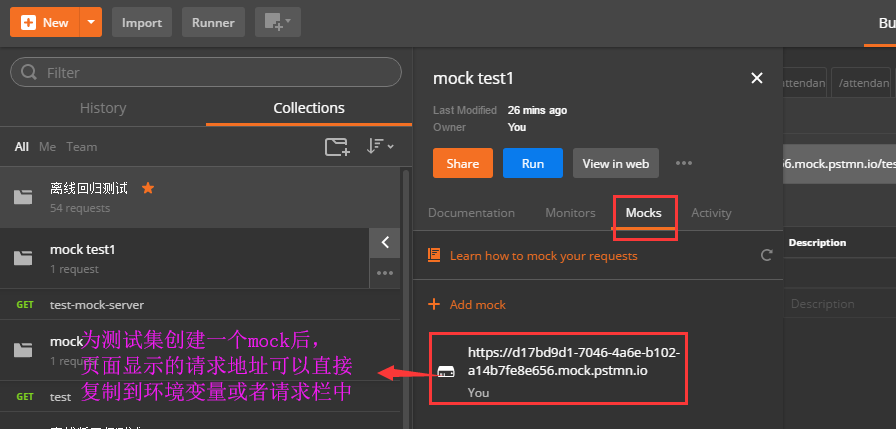 New
Import
Runner
Bu
Filter
History
Collections
All Me Team
离线回归测试
54 requests
mock test1
1 request
GET test-mock-server
mock
1 request
GET test
为测试集创建一个mock后，
页面显示的请求地址可以直接
复制到环境变量或者请求栏中
mock test1
Last Modified 26 mins ago
Owner You
Share
Run
View in web
Documentation
Monitors
Mocks
Activity
Learn how to mock your requests
Add mock
https://d17bd9d1-7046-4a6e-b102-
a14b7fe8e656.mock.pstmn.io
You
attendan
/attendan
56.mock.pstmn.io/tes
Description
Description